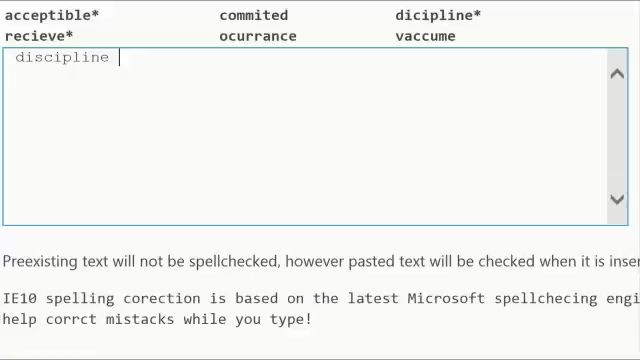 acceptible* commited dicipline*
recieve* ocurrance vaccume
discipline
Preexisting text will not be spellchecked, however pasted text will be checked when it is inser
IE10 spelling corection is based on the latest Microsoft spellchecing engi
help corrct mistacks while you type!